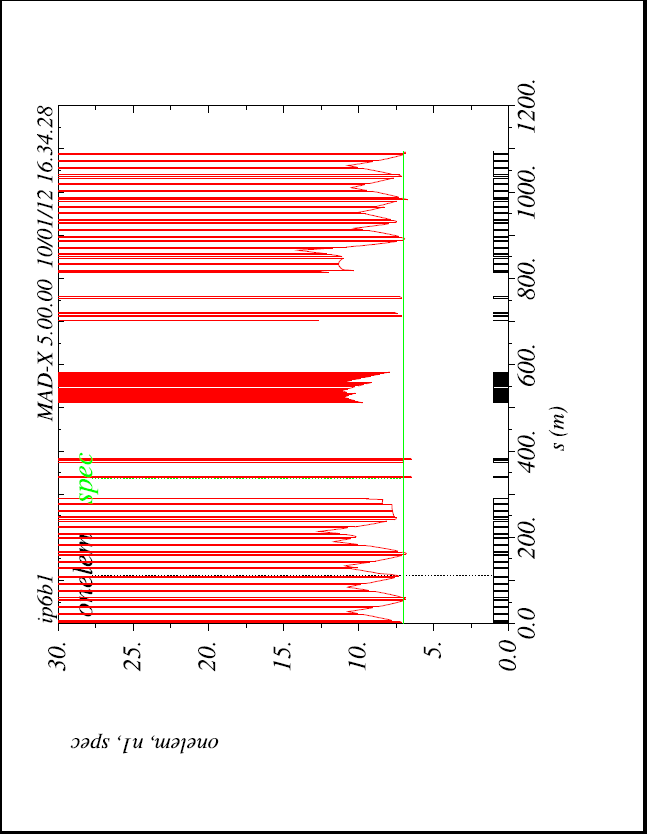 ip6b1
MAD-X 5.00.00 10/01/12 16.34.28
onelem
spec
30.
25.
20.
15.
10.
5.
0.0
0.0
200.
400.
600.
800.
1000.
1200.
s (m)
onelem, n1, spec